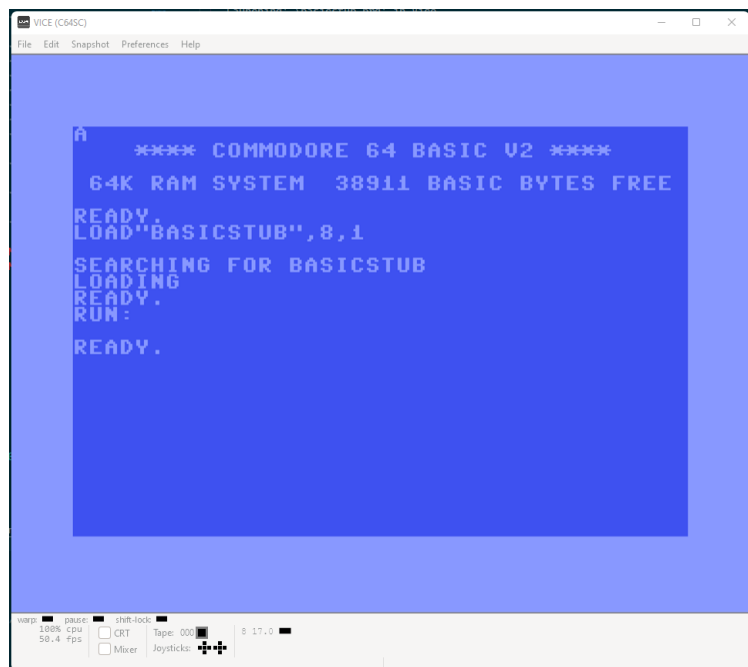 VICE (C64SC)
File Edit Snapshot Preferences Help
A
**** COMMODORE 64 BASIC V2 ****
64K RAM SYSTEM 38911 BASIC BYTES FREE
READY.
LOAD"BASICSTUB",8,1
SEARCHING FOR BASICSTUB
LOADING
READY.
RUN:
READY.
warp: pause: shift-lock:
100% cpu
50.4 fps
CRT
Mixer
Tape: 000
Joysticks:
8 17.0